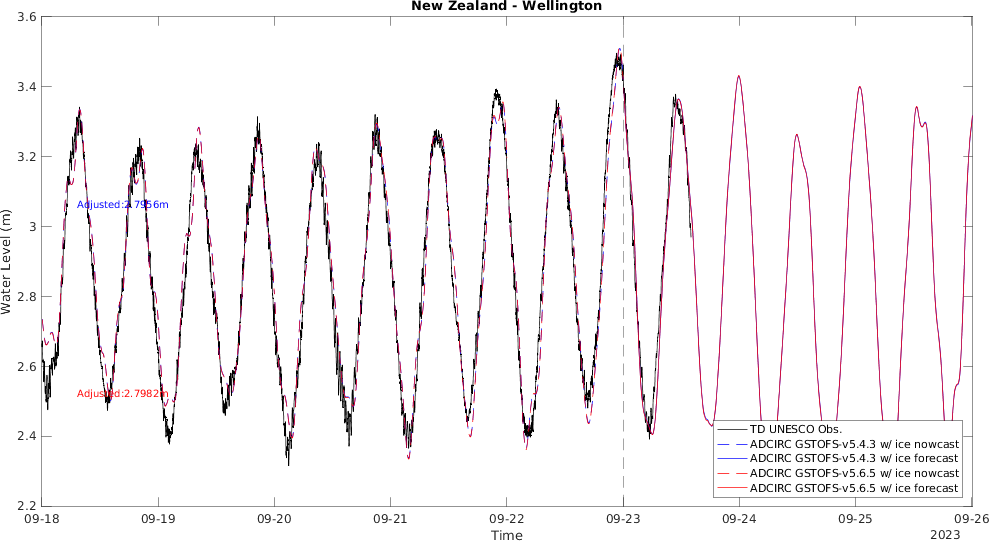 New Zealand - Wellington
3.6
3.4
3.2
3
2.8
2.6
2.4
2.2
Water Level (m)
Adjusted:2.7956m
Adjusted:2.7982m
TD UNESCO Obs.
ADCIRC GSTOFS-v5.4.3 w/ ice nowcast
ADCIRC GSTOFS-v5.4.3 w/ ice forecast
ADCIRC GSTOFS-v5.6.5 w/ ice nowcast
ADCIRC GSTOFS-v5.6.5 w/ ice forecast
09-18 09-19 09-20 09-21 09-22 09-23 09-24 09-25 09-26
Time
2023